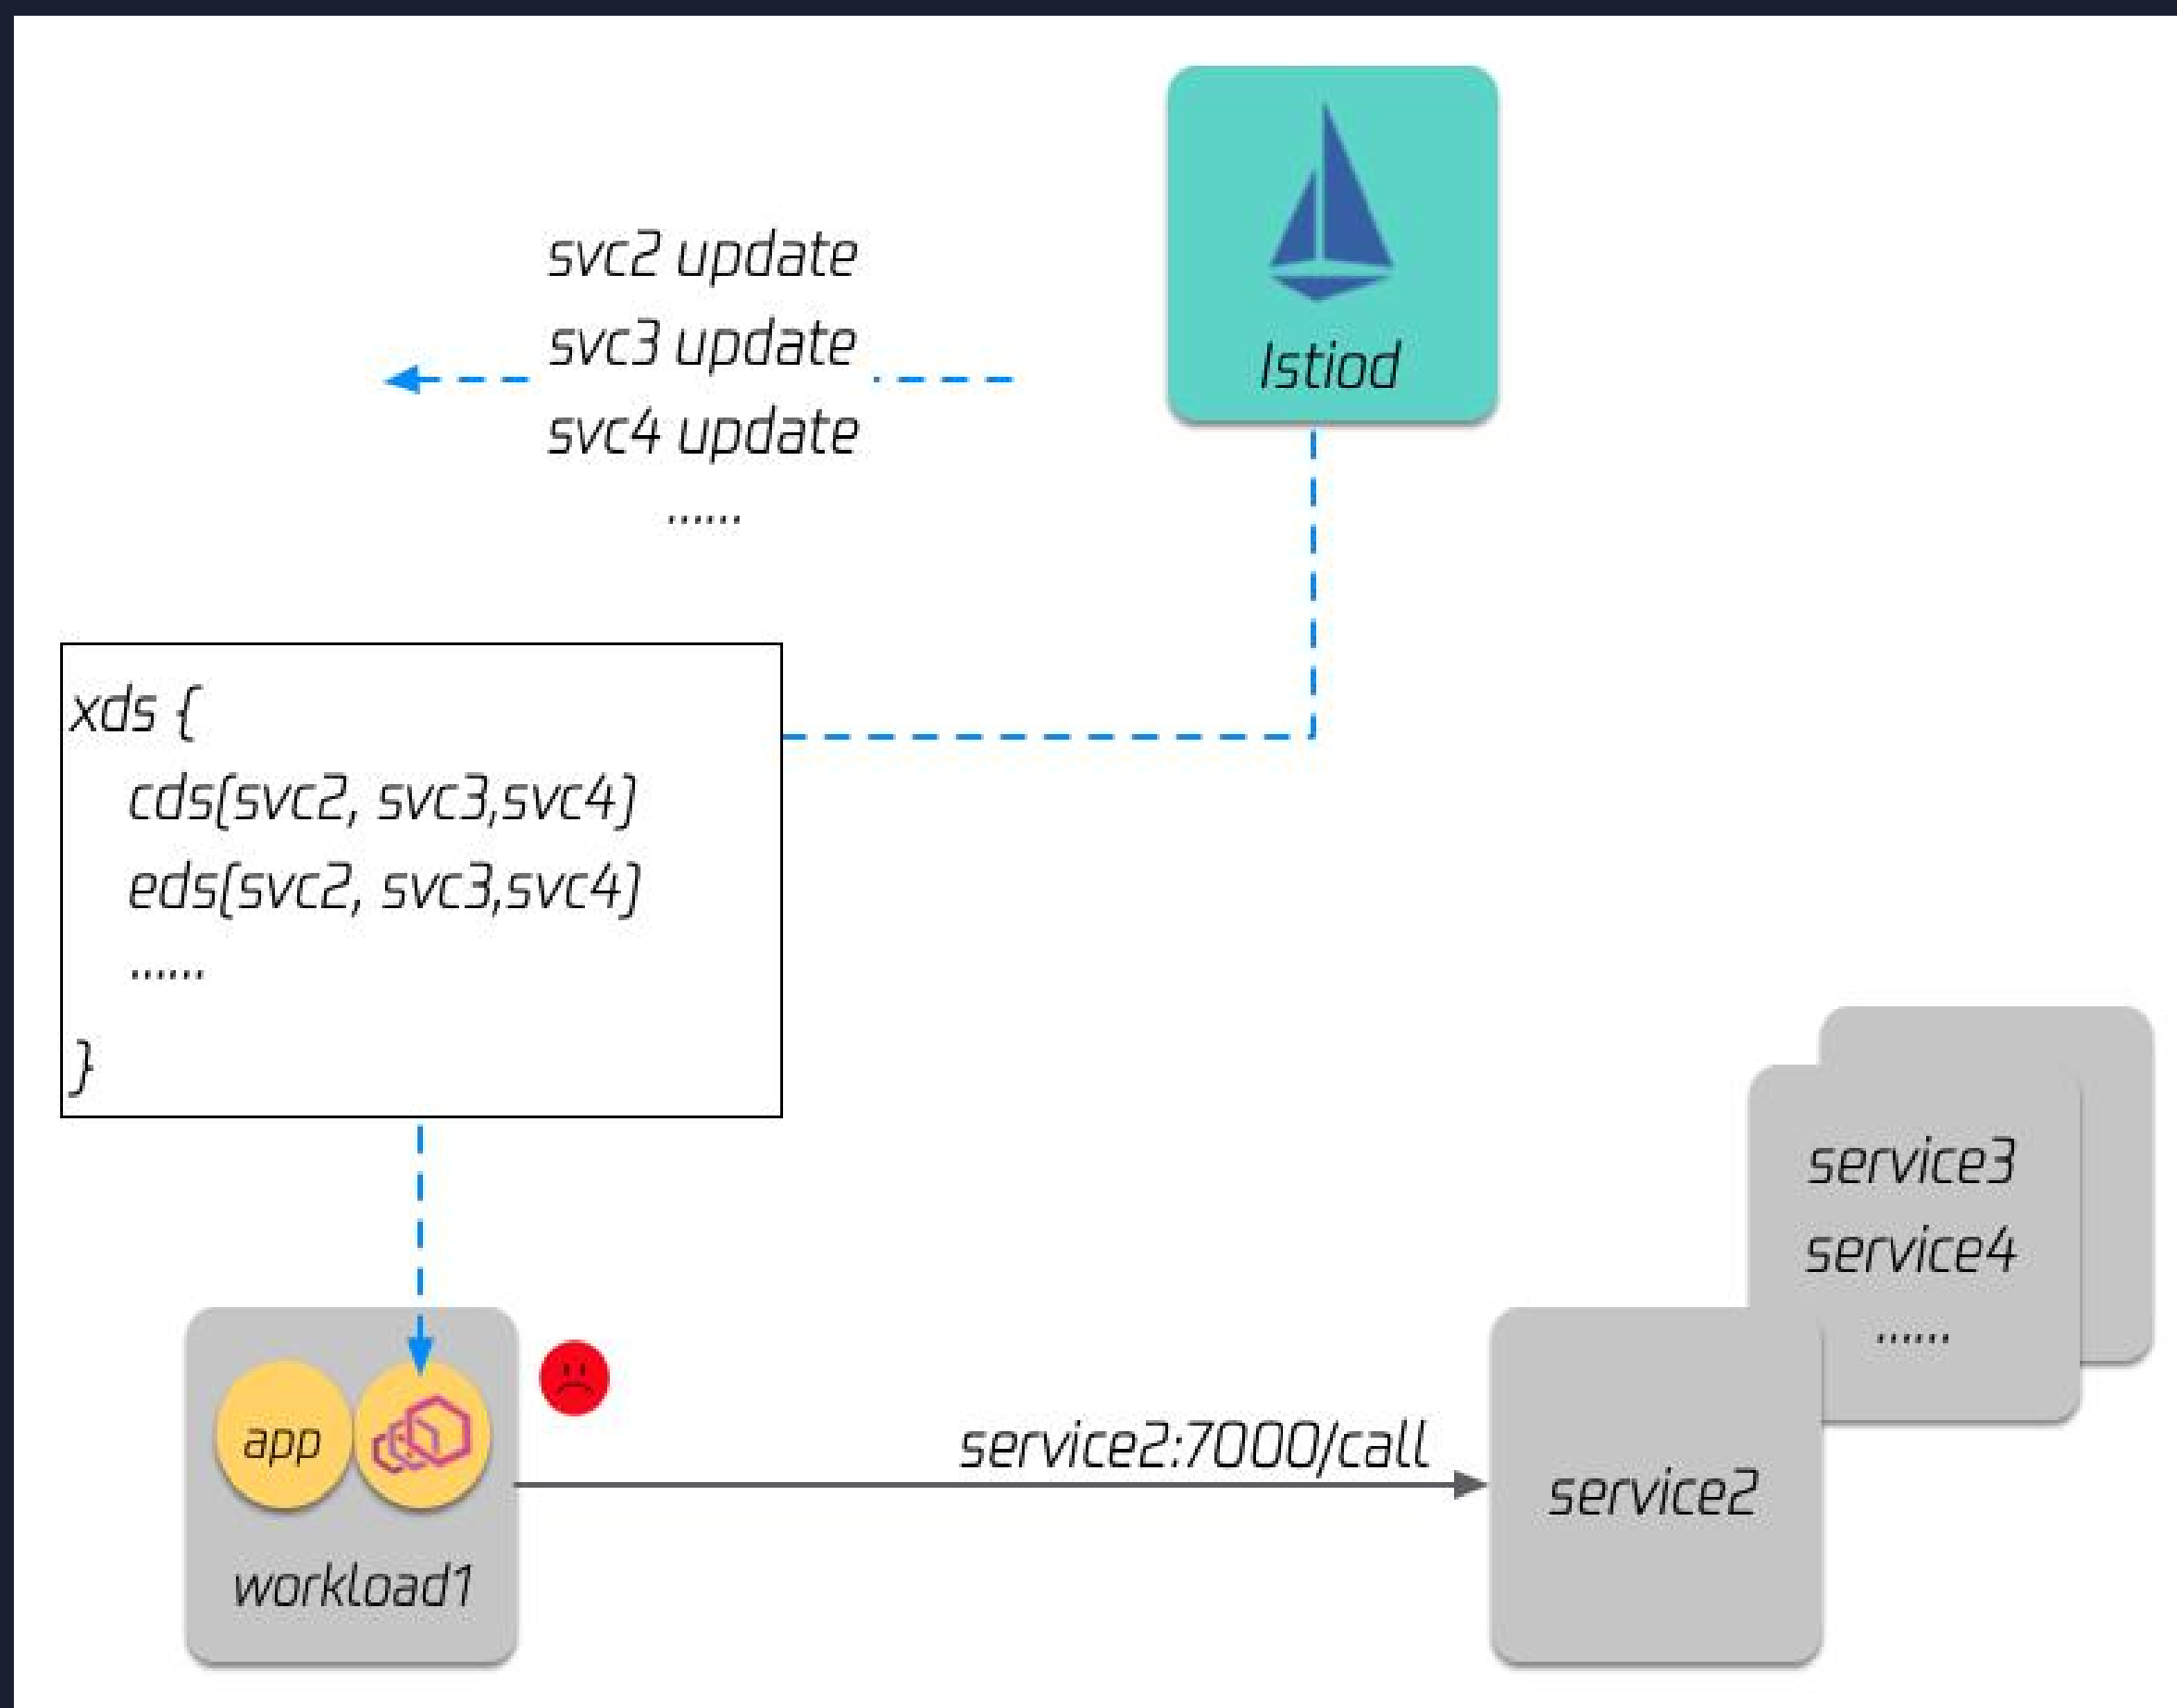 svc2 update
svc3 update
svc4 update
......
Istiod
xds {
cds(svc2, svc3,svc4)
eds(svc2, svc3,svc4)
......
}
service3
service4
......
app
service2:7000/call
service2
workload1